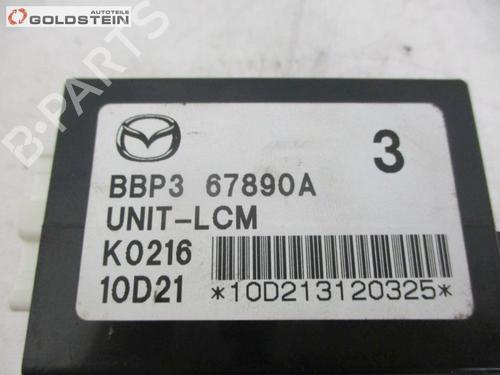 Autoteile
GOLDSTEIN
B-PARTS
3
BBP3 67890A
UNIT-LCM
K0216
10D21 *10D213120325*